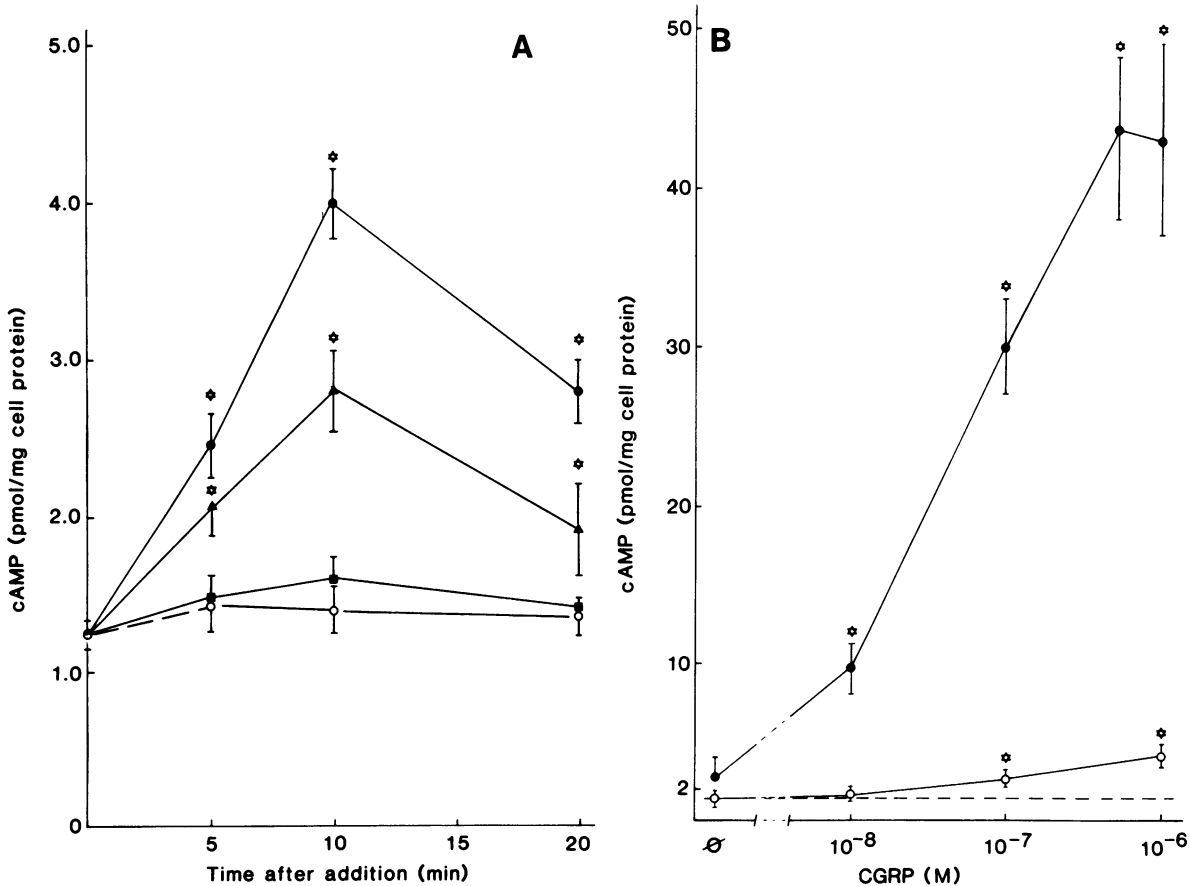 A
5.0
4.0
3.0
2.0
1.0
0
5
10
15
20
cAMP (pmol/mg cell protein)
Time after addition (min)
B
50
40
30
20
10
2
cAMP (pmol/mg cell protein)
Ø
10⁻⁸
10⁻⁷
10⁻⁶
CGRP (M)